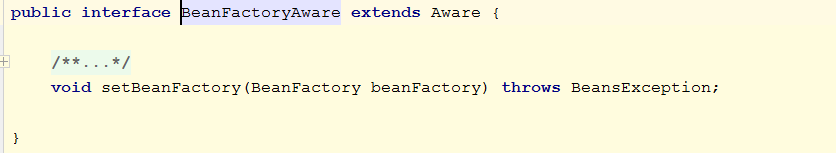 public interface BeanFactoryAware extends Aware {
/**...*/
void setBeanFactory(BeanFactory beanFactory) throws BeansException;
}